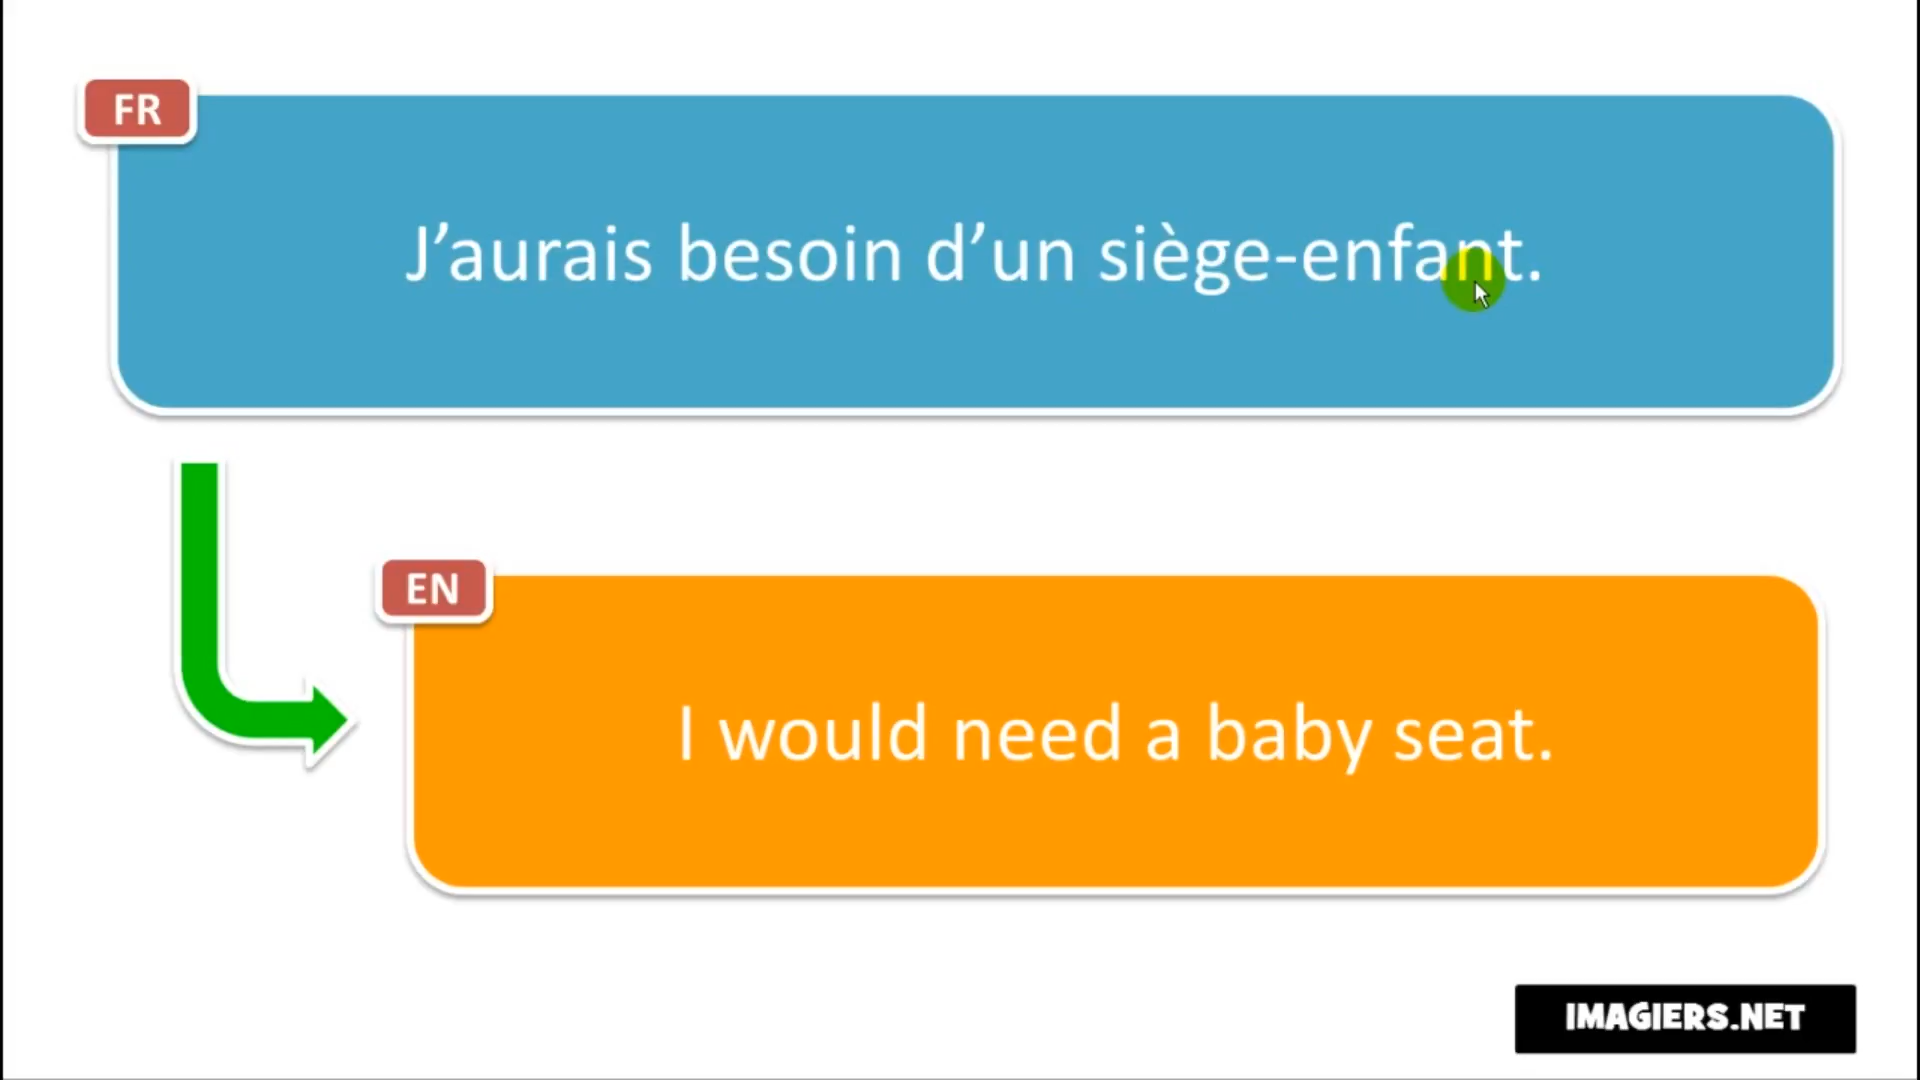 FR
J’aurais besoin d’un siège-enfant.
EN
I would need a baby seat.
IMAGIERS.NET